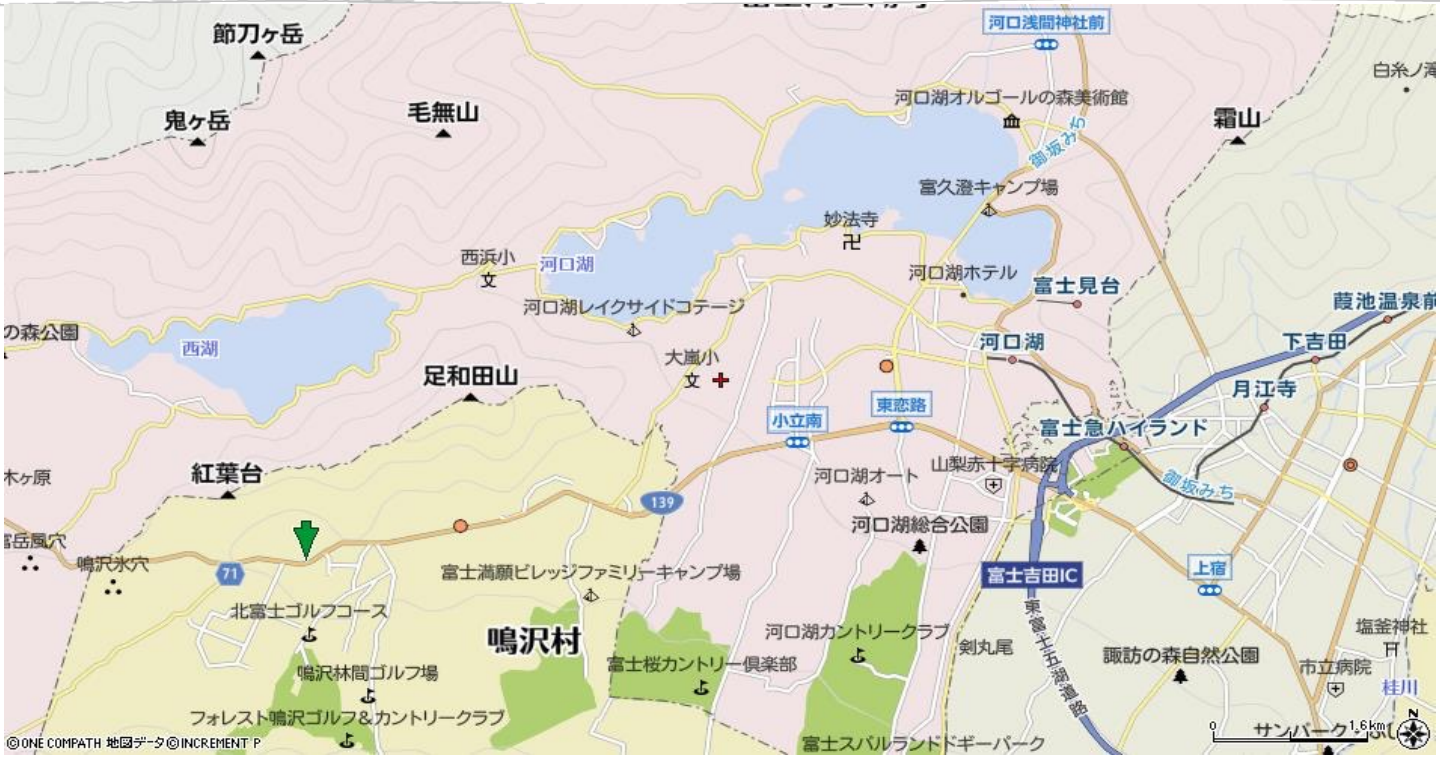 河口浅間神社前
節刀ヶ岳
白糸ノ滝
河口湖オルゴールの森美術館
毛無山
鬼ヶ岳
霜山
御坂みち
富久澄キャンプ場
妙法寺
西浜小
河口湖
河口湖ホテル
富士見台
河口湖レイクサイドコテージ
葭池温泉前
の森公園
西湖
河口湖
下吉田
大嵐小
足和田山
月江寺
小立南
東恋路
富士急ハイランド
木ヶ原
紅葉台
河口湖オート
山梨赤十字病院
御坂みち
139
河口湖総合公園
富岳風穴
鳴沢氷穴
71
富士満願ビレッジファミリーキャンプ場
富士吉田IC
上宿
北富士ゴルフコース
鳴沢村
河口湖カントリークラブ
剣丸尾
東富士五湖道路
塩釜神社
諏訪の森自然公園
市立病院
富士桜カントリー倶楽部
鳴沢林間ゴルフ場
桂川
フォレスト鳴沢ゴルフ&カントリークラブ
N
0 1.6km
サンパーク
富士スバルランドドギーパーク
©ONE COMPATH 地図データ©INCREMENT P